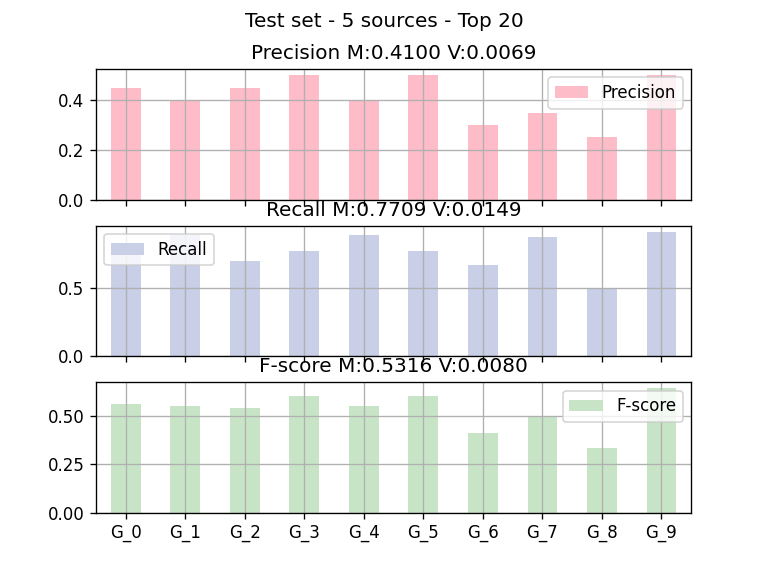 Test set - 5 sources - Top 20
Precision M:0.4100 V:0.0069
Precision
0.4
0.2
0.0
Recall M:0.7709 V:0.0149
Recall
0.5
0.0
F-score M:0.5316 V:0.0080
F-score
0.50
0.25
0.00
G_0 G_1 G_2 G_3 G_4 G_5 G_6 G_7 G_8 G_9